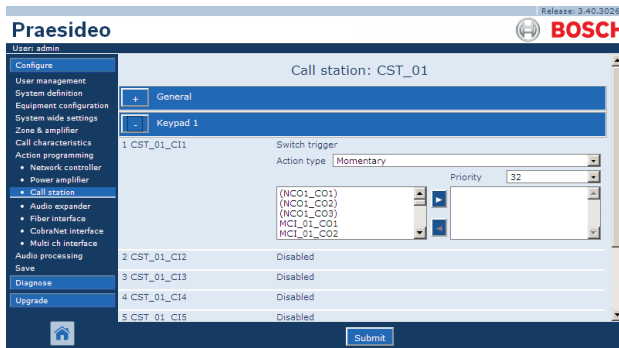 Release: 3.40.3026
Praesideo
BOSCH
User: admin
Configure
User management
System definition
Equipment configuration
System wide settings
Zone & amplifier
Call characteristics
Action programming
• Network controller
• Power amplifier
• Call station
• Audio expander
• Fiber interface
• CobraNet interface
• Multi ch interface
Audio processing
Save
Diagnose
Upgrade
Call station: CST_01
+ General
- Keypad 1
1 CST_01_CI1 Switch trigger
Action type Momentary
Priority 32
(NCO1_CO1)
(NCO1_CO2)
(NCO1_CO3)
MCI_01_CO1
MCI_01_CO2
2 CST_01_CI2 Disabled
3 CST_01_CI3 Disabled
4 CST_01_CI4 Disabled
5 CST_01_CI5 Disabled
Submit